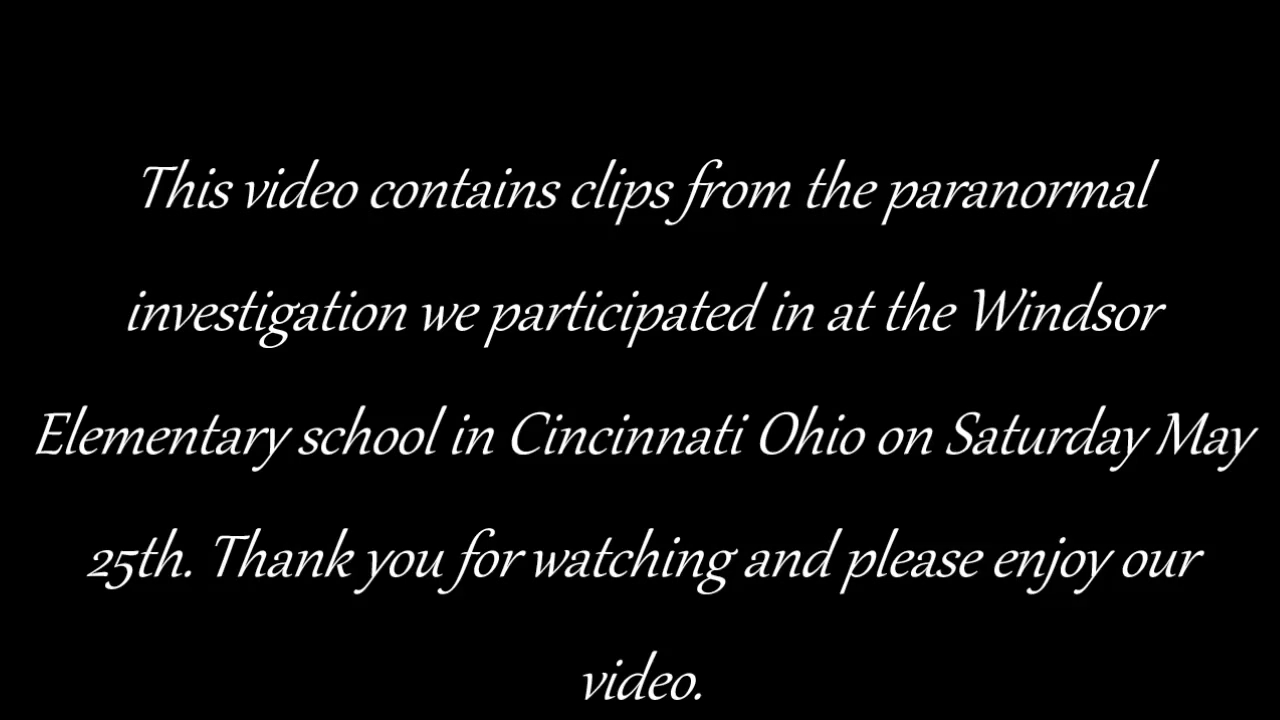 This video contains clips from the paranormal
investigation we participated in at the Windsor
Elementary school in Cincinnati Ohio on Saturday May
25th. Thank you for watching and please enjoy our
video.